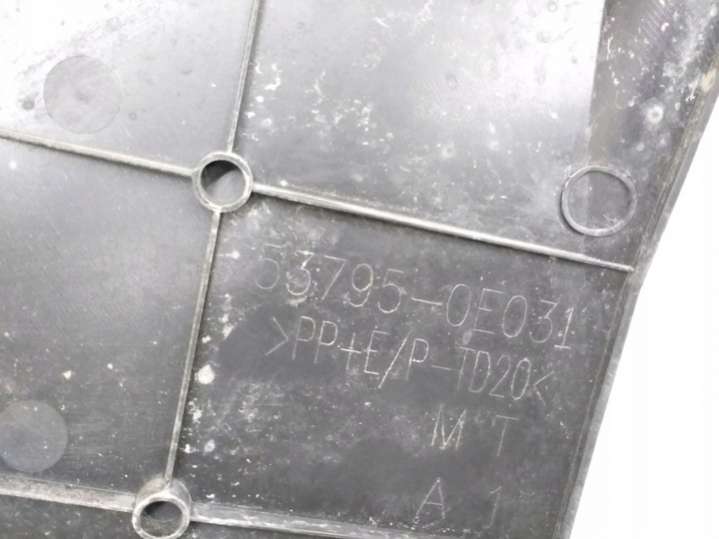 53795-0E031
>PP+E/P-TD20<
M T
A 1